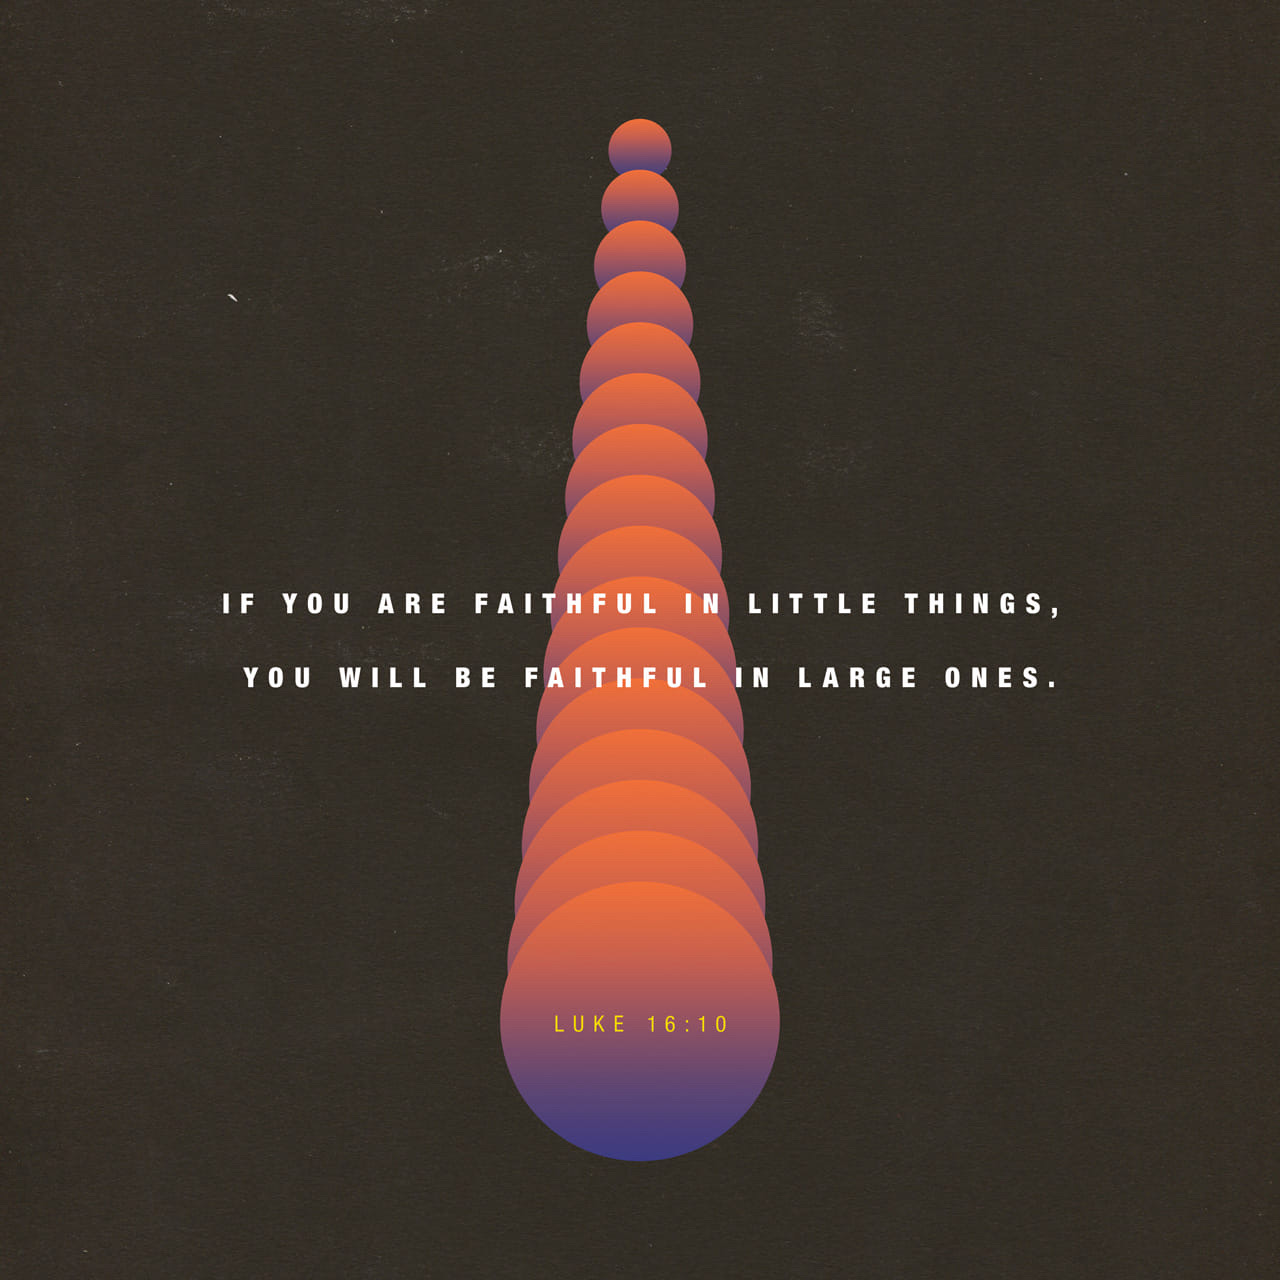 IF YOU ARE FAITHFUL IN LITTLE THINGS,
YOU WILL BE FAITHFUL IN LARGE ONES.
LUKE 16:10